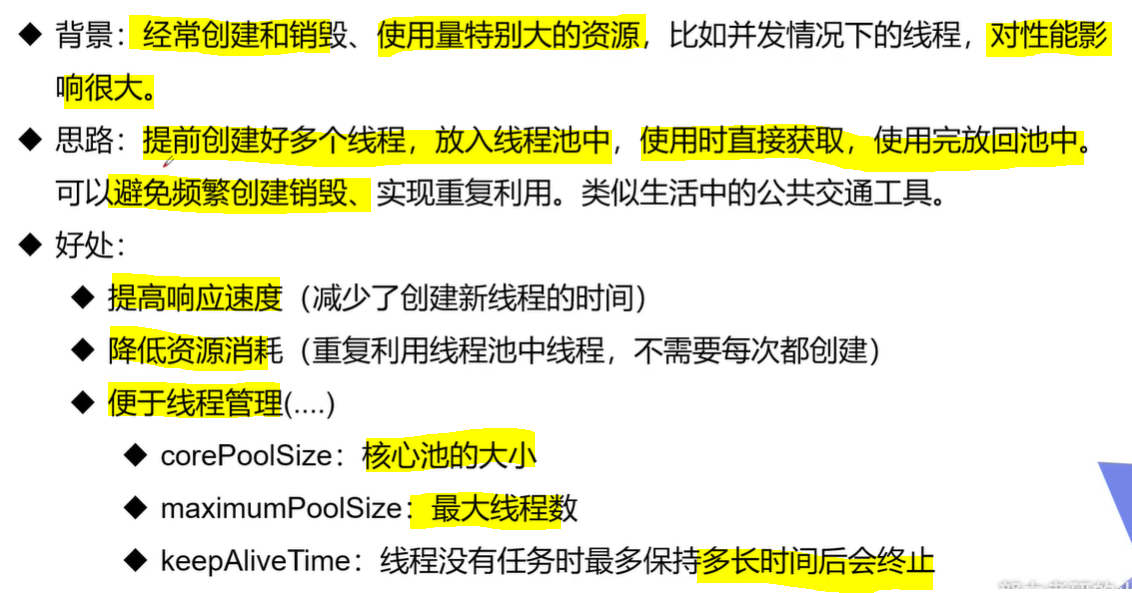 背景：经常创建和销毁、使用量特别大的资源，比如并发情况下的线程，对性能影
响很大。
思路：提前创建好多个线程，放入线程池中，使用时直接获取，使用完放回池中。
可以避免频繁创建销毁、实现重复利用。类似生活中的公共交通工具。
好处：
提高响应速度（减少了创建新线程的时间）
降低资源消耗（重复利用线程池中线程，不需要每次都创建）
便于线程管理(....)
corePoolSize：核心池的大小
maximumPoolSize：最大线程数
keepAliveTime：线程没有任务时最多保持多长时间后会终止